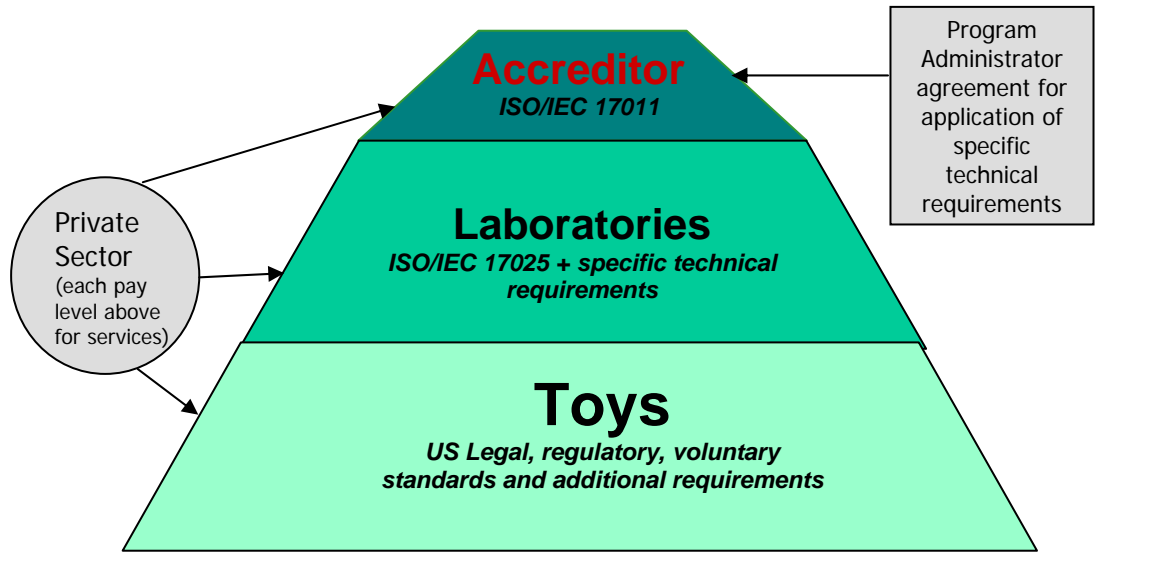 Accreditor
ISO/IEC 17011
Program
Administrator
agreement for
application of
specific
technical
requirements
Private
Sector
(each pay
level above
for services)
Laboratories
ISO/IEC 17025 + specific technical
requirements
Toys
US Legal, regulatory, voluntary
standards and additional requirements